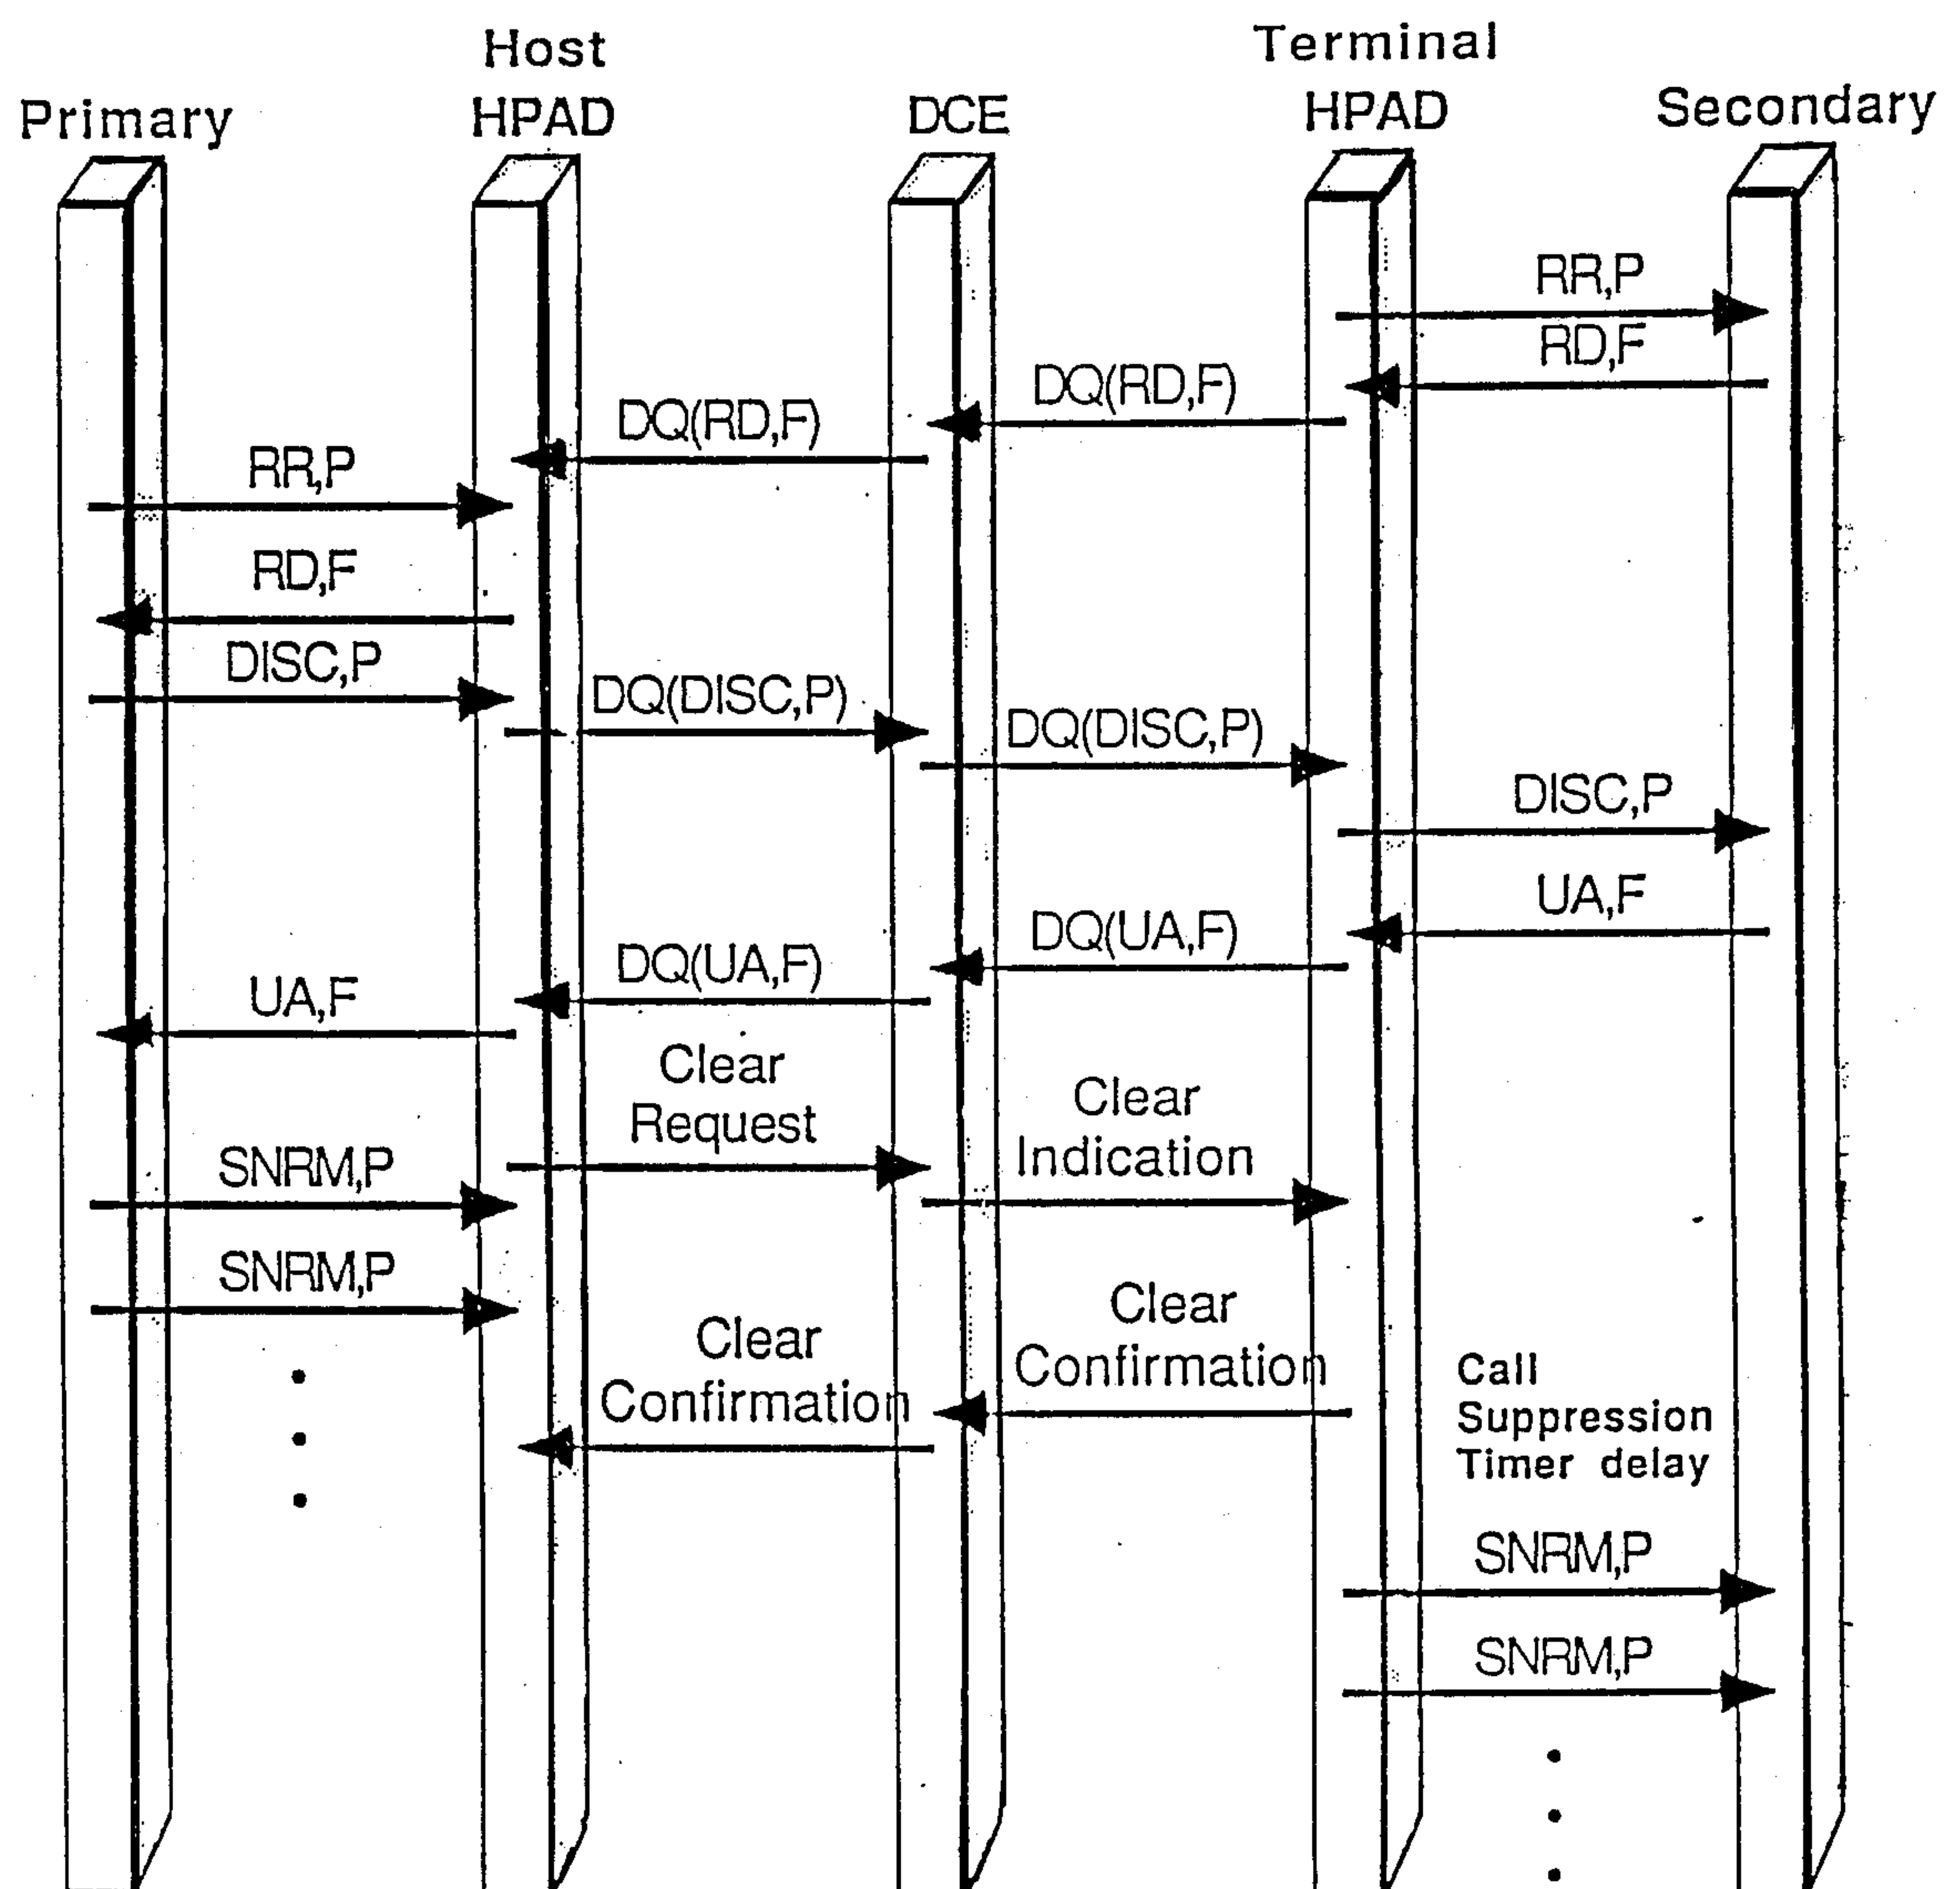 Primary
Host
HPAD
DCE
Terminal
HPAD
Secondary
RR,P
RD,F
DQ(RD,F)
DQ(RD,F)
RR,P
RD,F
DISC,P
DQ(DISC,P)
DQ(DISC,P)
DISC,P
UA,F
DQ(UA,F)
DQ(UA,F)
UA,F
Clear
Request
Clear
Indication
SNRM,P
SNRM,P
Clear
Confirmation
Clear
Confirmation
Call
Suppression
Timer delay
SNRM,P
SNRM,P